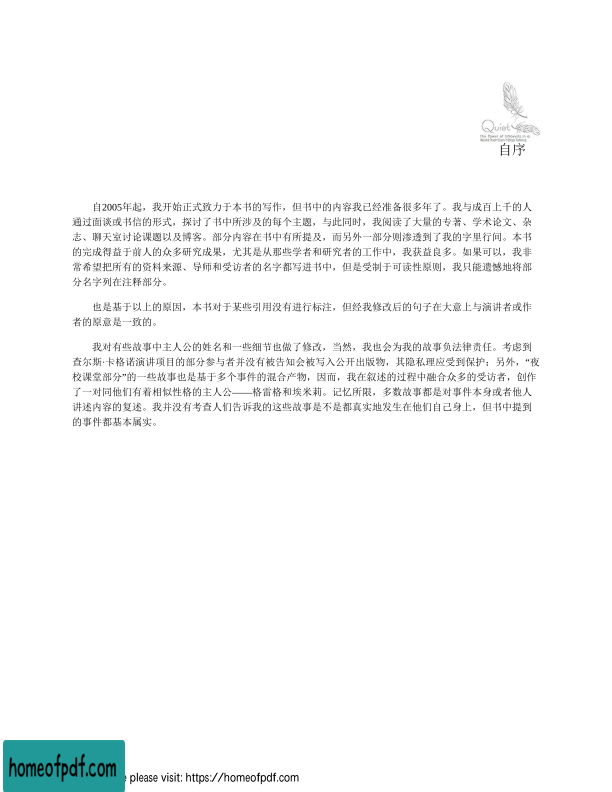 Quiet
The Power of Introverts in a
World That Can't Stop Talking
自序
自2005年起，我开始正式致力于本书的写作，但书中的内容我已经准备很多年了。我与成百上千的人
通过面谈或书信的形式，探讨了书中所涉及的每个主题，与此同时，我阅读了大量的专著、学术论文、杂
志、聊天室讨论课题以及博客。部分内容在书中有所提及，而另外一部分则渗透到了我的字里行间。本书
的完成得益于前人的众多研究成果，尤其是从那些学者和研究者的工作中，我获益良多。如果可以，我非
常希望把所有的资料来源、导师和受访者的名字都写进书中，但是受制于可读性原则，我只能遗憾地将部
分名字列在注释部分。
也是基于以上的原因，本书对于某些引用没有进行标注，但经我修改后的句子在大意上与演讲者或作
者的原意是一致的。
我对有些故事中主人公的姓名和一些细节也做了修改，当然，我也会为我的故事负法律责任。考虑到
查尔斯·卡格诺演讲项目的部分参与者并没有被告知会被写入公开出版物，其隐私理应受到保护；另外，“夜
校课堂部分”的一些故事也是基于多个事件的混合产物，因而，我在叙述的过程中融合众多的受访者，创作
了一对同他们有着相似性格的主人公——格雷格和埃米莉。记忆所限，多数故事都是对事件本身或者他人
讲述内容的复述。我并没有考查人们告诉我的这些故事是不是都真实地发生在他们自己身上，但书中提到
的事件都基本属实。
homeofpdf.com
e please visit: https://homeofpdf.com